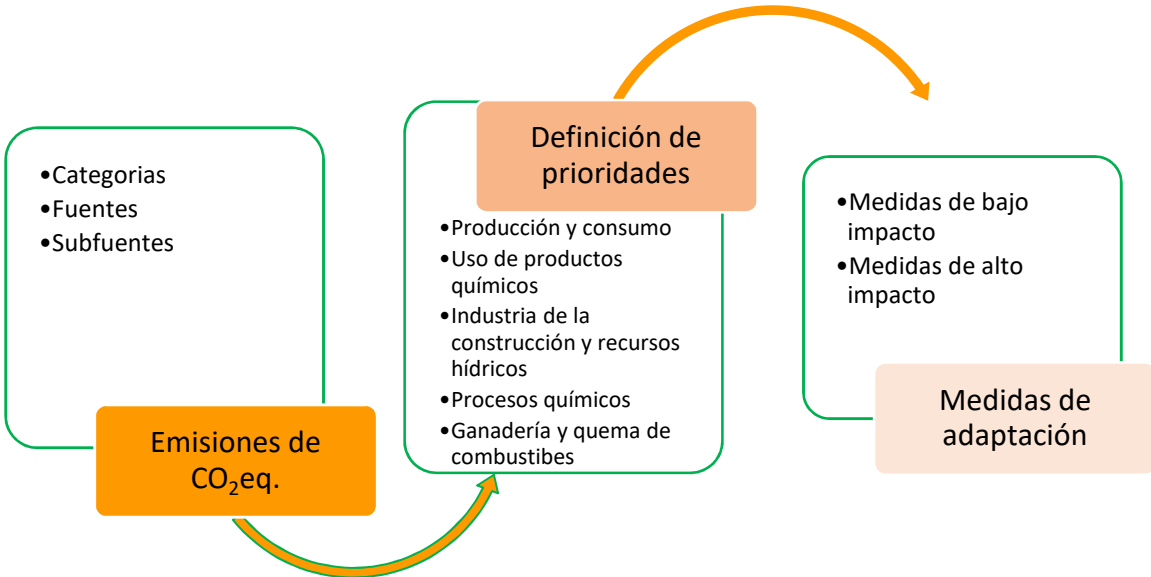 •Categorias
•Fuentes
•Subfuentes
Emisiones de
CO₂eq.
Definición de
prioridades
•Producción y consumo
•Uso de productos
químicos
•Industria de la
construcción y recursos
hídricos
•Procesos químicos
•Ganadería y quema de
combustibes
•Medidas de bajo
impacto
•Medidas de alto
impacto
Medidas de
adaptación